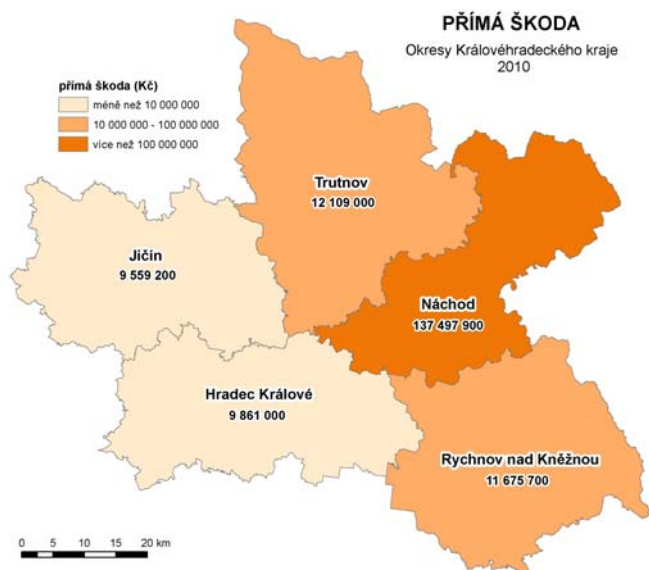 PŘÍMÁ ŠKODA
Okresy Královéhradeckého kraje
2010
přímá škoda (Kč)
méně než 10 000 000
10 000 000 - 100 000 000
více než 100 000 000
Trutnov
12 109 000
Jičín
9 559 200
Náchod
137 497 900
Hradec Králové
9 861 000
Rychnov nad Kněžnou
11 675 700
0 5 10 15 20 km